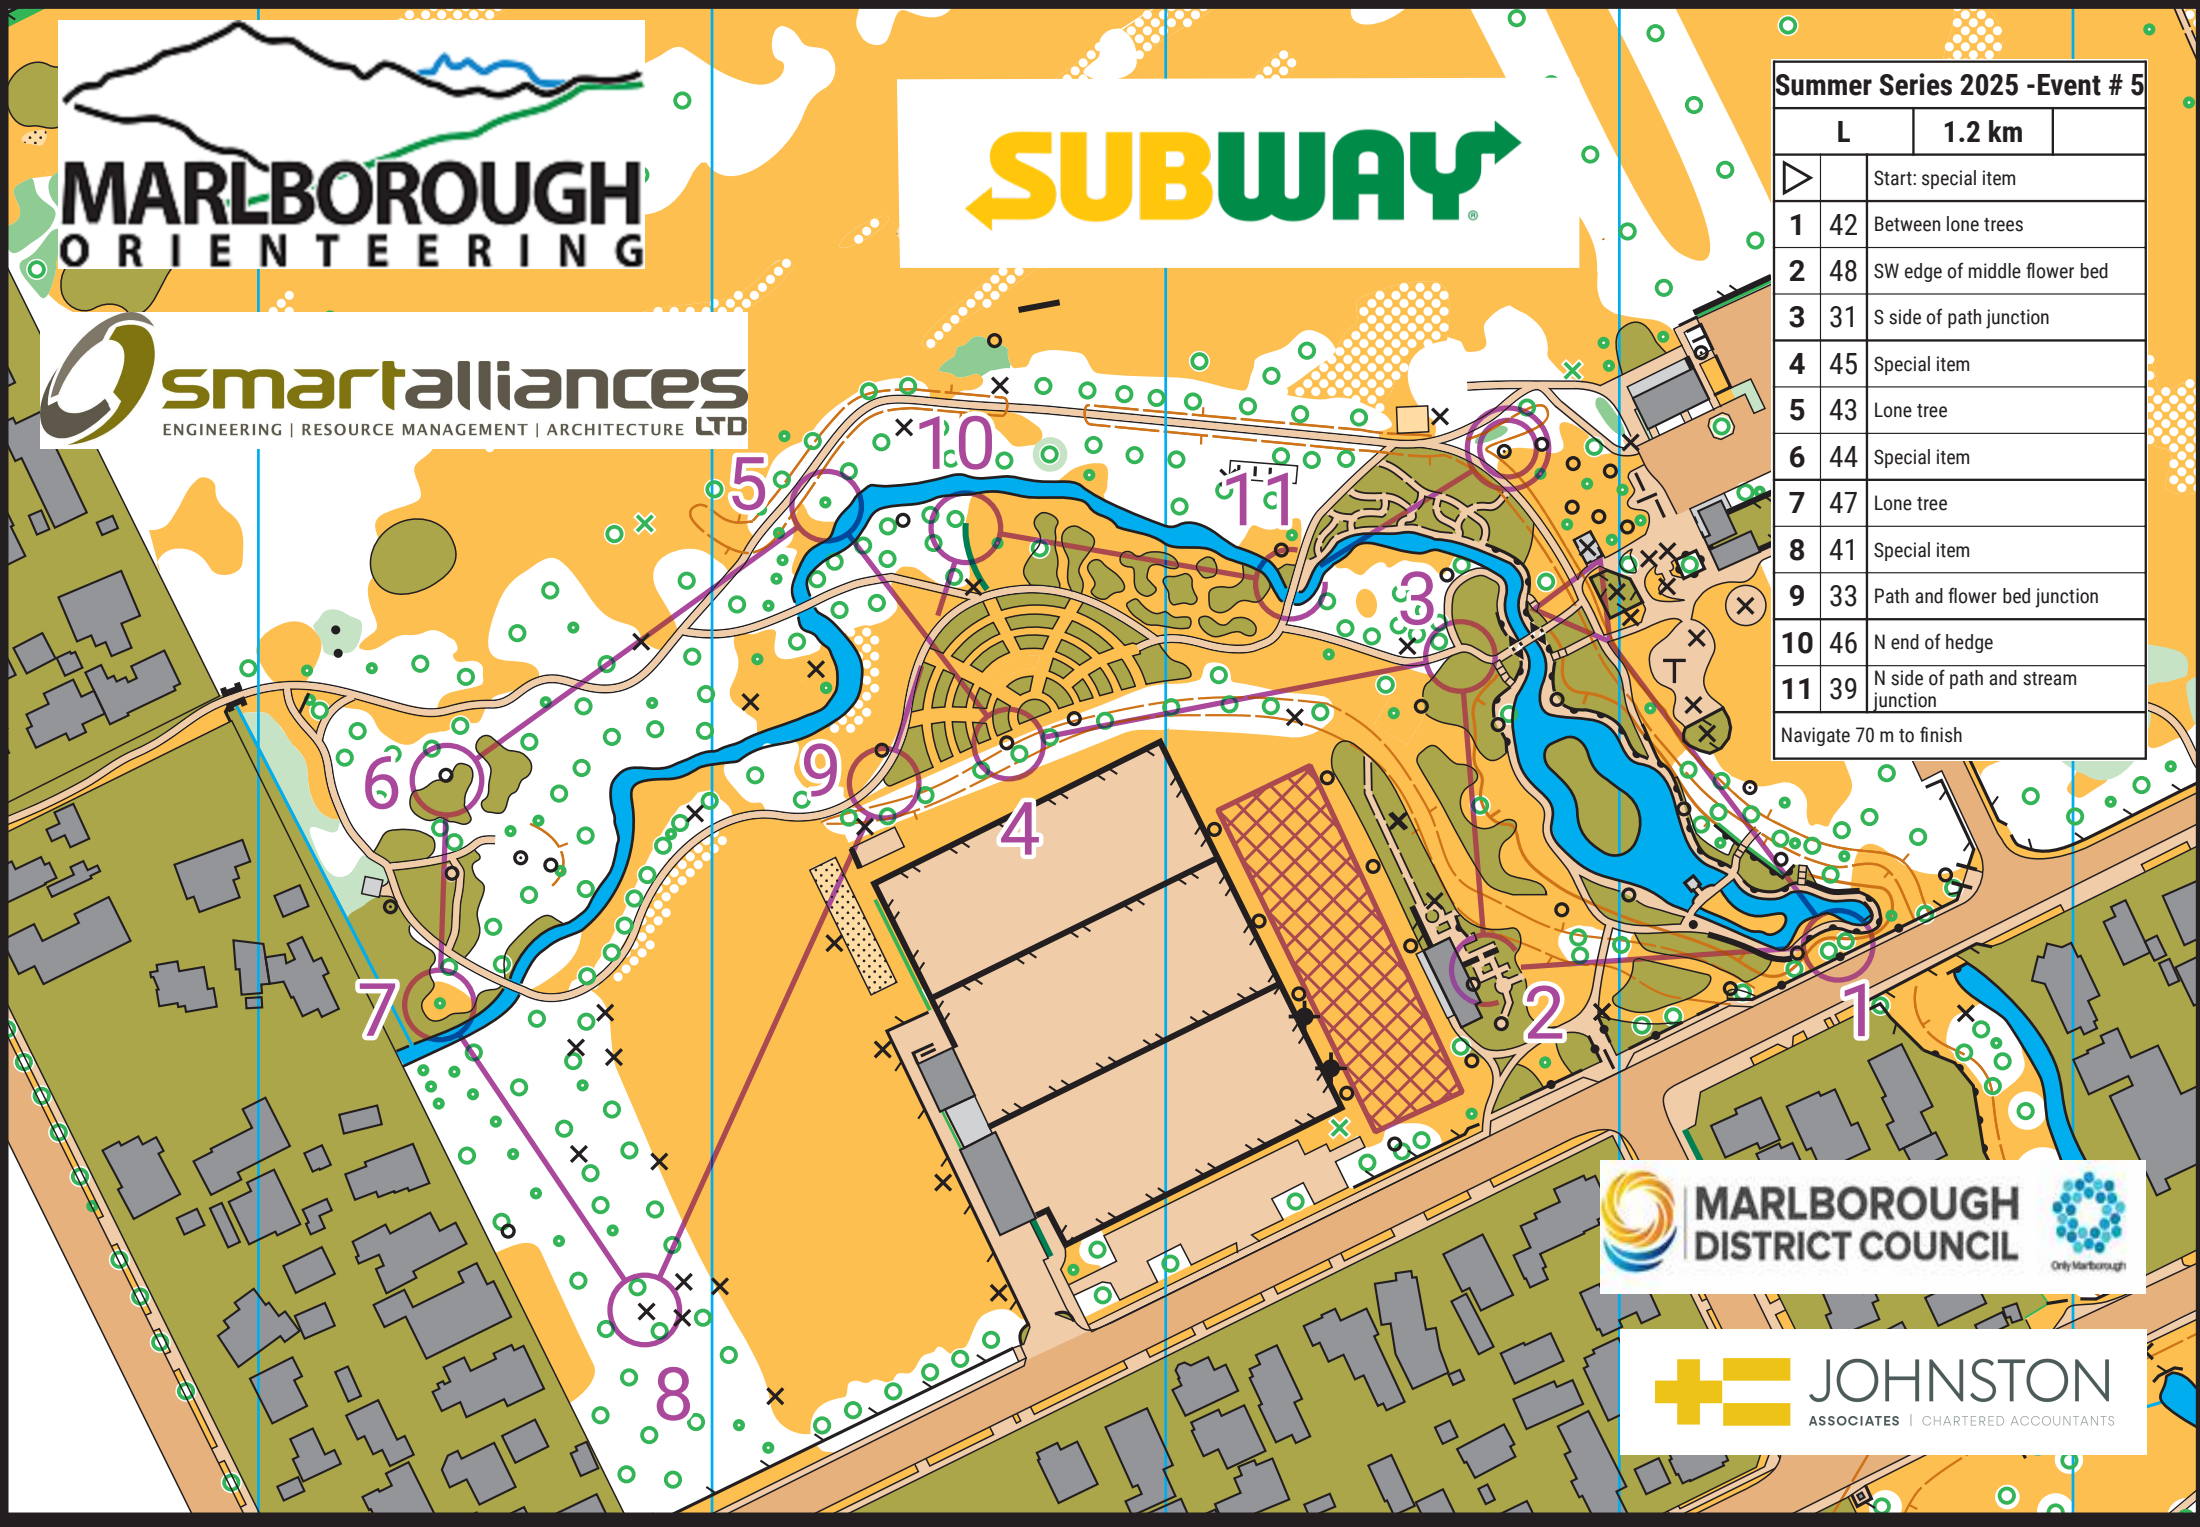 MARLBOROUGH
ORIENTEERING
SUBWAY
®
smartalliances
ENGINEERING | RESOURCE MANAGEMENT | ARCHITECTURE LTD
Summer Series 2025 -Event # 5
L 1.2 km
Start: special item
1 42 Between lone trees
2 48 SW edge of middle flower bed
3 31 S side of path junction
4 45 Special item
5 43 Lone tree
6 44 Special item
7 47 Lone tree
8 41 Special item
9 33 Path and flower bed junction
10 46 N end of hedge
11 39 N side of path and stream
junction
Navigate 70 m to finish
10
5
11
3
6
9
4
7
2
1
8
MARLBOROUGH
DISTRICT COUNCIL
Only Marlborough
JOHNSTON
ASSOCIATES | CHARTERED ACCOUNTANTS